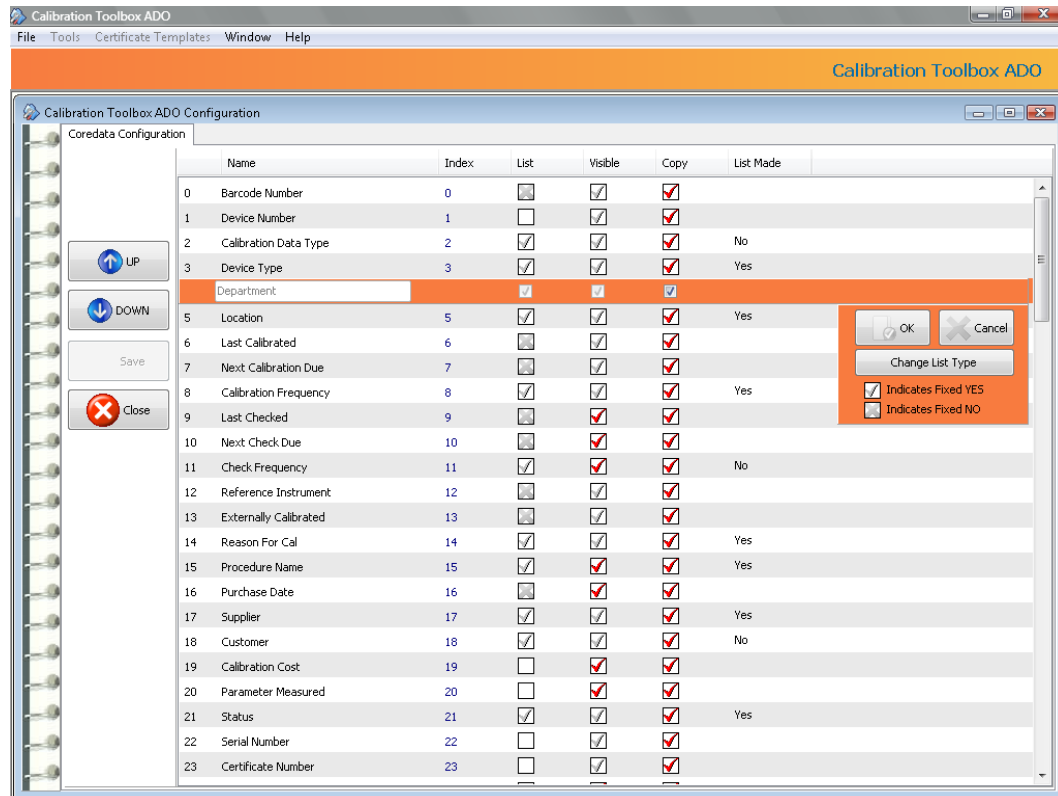 Calibration Toolbox ADO
File Tools Certificate Templates Window Help
Calibration Toolbox ADO
Calibration Toolbox ADO Configuration
Coredata Configuration
Name Index List Visible Copy List Made
0 Barcode Number 0
1 Device Number 1
2 Calibration Data Type 2 No
UP
3 Device Type 3 Yes
Department
DOWN
5 Location 5 Yes
OK Cancel
6 Last Calibrated 6
Save
7 Next Calibration Due 7
Change List Type
8 Calibration Frequency 8 Yes
Indicates Fixed YES
Close
9 Last Checked 9
Indicates Fixed NO
10 Next Check Due 10
11 Check Frequency 11 No
12 Reference Instrument 12
13 Externally Calibrated 13
14 Reason For Cal 14 Yes
15 Procedure Name 15 Yes
16 Purchase Date 16
17 Supplier 17 Yes
18 Customer 18 No
19 Calibration Cost 19
20 Parameter Measured 20
21 Status 21 Yes
22 Serial Number 22
23 Certificate Number 23